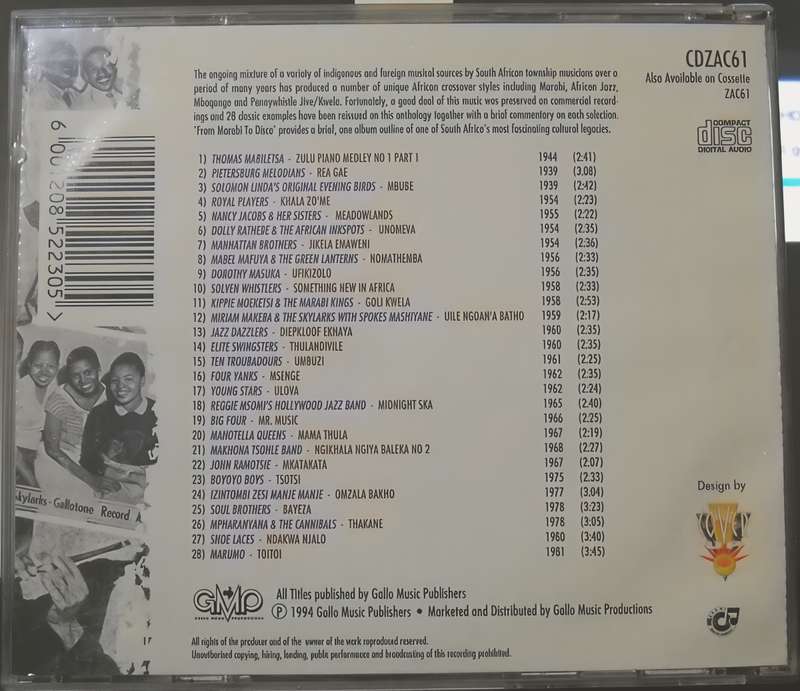 CDZAC61
Also Available on Cassette
ZAC61
The ongoing mixture of a variety of indigenous and foreign musical sources by South African township musicians over a
period of many years has produced a number of unique African crossover styles including Marabi, African Jazz,
Mbaqanga and Pennywhistle Jive/Kwela. Fortunately, a good deal of this music was preserved on commercial record-
ings and 28 classic examples have been reissued on this anthology together with a brief commentary on each selection.
'From Marabi To Disco' provides a brief, one album outline of one of South Africa's most fascinating cultural legacies.
COMPACT
disc
DIGITAL AUDIO
6 001208 522305 >
1) THOMAS MABILETSA - ZULU PIANO MEDLEY NO 1 PART 1 1944 (2:41)
2) PIETERSBURG MELODIANS - REA GAE 1939 (3.08)
3) SOLOMON LINDA'S ORIGINAL EVENING BIRDS - MBUBE 1939 (2:42)
4) ROYAL PLAYERS - KHALA ZO'ME 1954 (2:23)
5) NANCY JACOBS & HER SISTERS - MEADOWLANDS 1955 (2:22)
6) DOLLY RATHEBE & THE AFRICAN INKSPOTS - UNOMEVA 1954 (2:35)
7) MANHATTAN BROTHERS - JIKELA EMAWENI 1954 (2:36)
8) MABEL MAFUYA & THE GREEN LANTERNS - NOMATHEMBA 1956 (2:33)
9) DOROTHY MASUKA - UFIKIZOLO 1956 (2:35)
10) SOLVEN WHISTLERS - SOMETHING NEW IN AFRICA 1958 (2:33)
11) KIPPIE MOEKETSI & THE MARABI KINGS - GOLI KWELA 1958 (2:53)
12) MIRIAM MAKEBA & THE SKYLARKS WITH SPOKES MASHIYANE - UILE NGOAN'A BATHO 1959 (2:17)
13) JAZZ DAZZLERS - DIEPKLOOF EKHAYA 1960 (2:35)
14) ELITE SWINGSTERS - THULANDIVILE 1960 (2:35)
15) TEN TROUBADOURS - UMBUZI 1961 (2:25)
16) FOUR YANKS - MSENGE 1962 (2:35)
17) YOUNG STARS - ULOVA 1962 (2:24)
18) REGGIE MSOMI'S HOLLYWOOD JAZZ BAND - MIDNIGHT SKA 1965 (2:40)
19) BIG FOUR - MR. MUSIC 1966 (2:25)
20) MAHOTELLA QUEENS - MAMA THULA 1967 (2:19)
21) MAKHONA TSOHLE BAND - NGIKHALA NGIYA BALEKA NO 2 1968 (2:27)
22) JOHN RAMOTSIE - MKATAKATA 1967 (2:07)
23) BOYOYO BOYS - TSOTSI 1975 (2.33)
24) IZINTOMBI ZESI MANJE MANJE - OMZALA BAKHO 1977 (3:04)
25) SOUL BROTHERS - BAYEZA 1978 (3:23)
26) MPHARANYANA & THE CANNIBALS - THAKANE 1978 (3:05)
27) SHOE LACES - NDAKWA NJALO 1980 (3:40)
28) MARUMO - TOITOI 1981 (3:45)
Skylarks - Gallotone Record A
Design by
GMP
All Titles published by Gallo Music Publishers
Ⓟ 1994 Gallo Music Publishers • Marketed and Distributed by Gallo Music Productions
All rights of the producer and of the owner of the work reproduced reserved.
Unauthorised copying, hiring, lending, public performance and broadcasting of this recording prohibited.